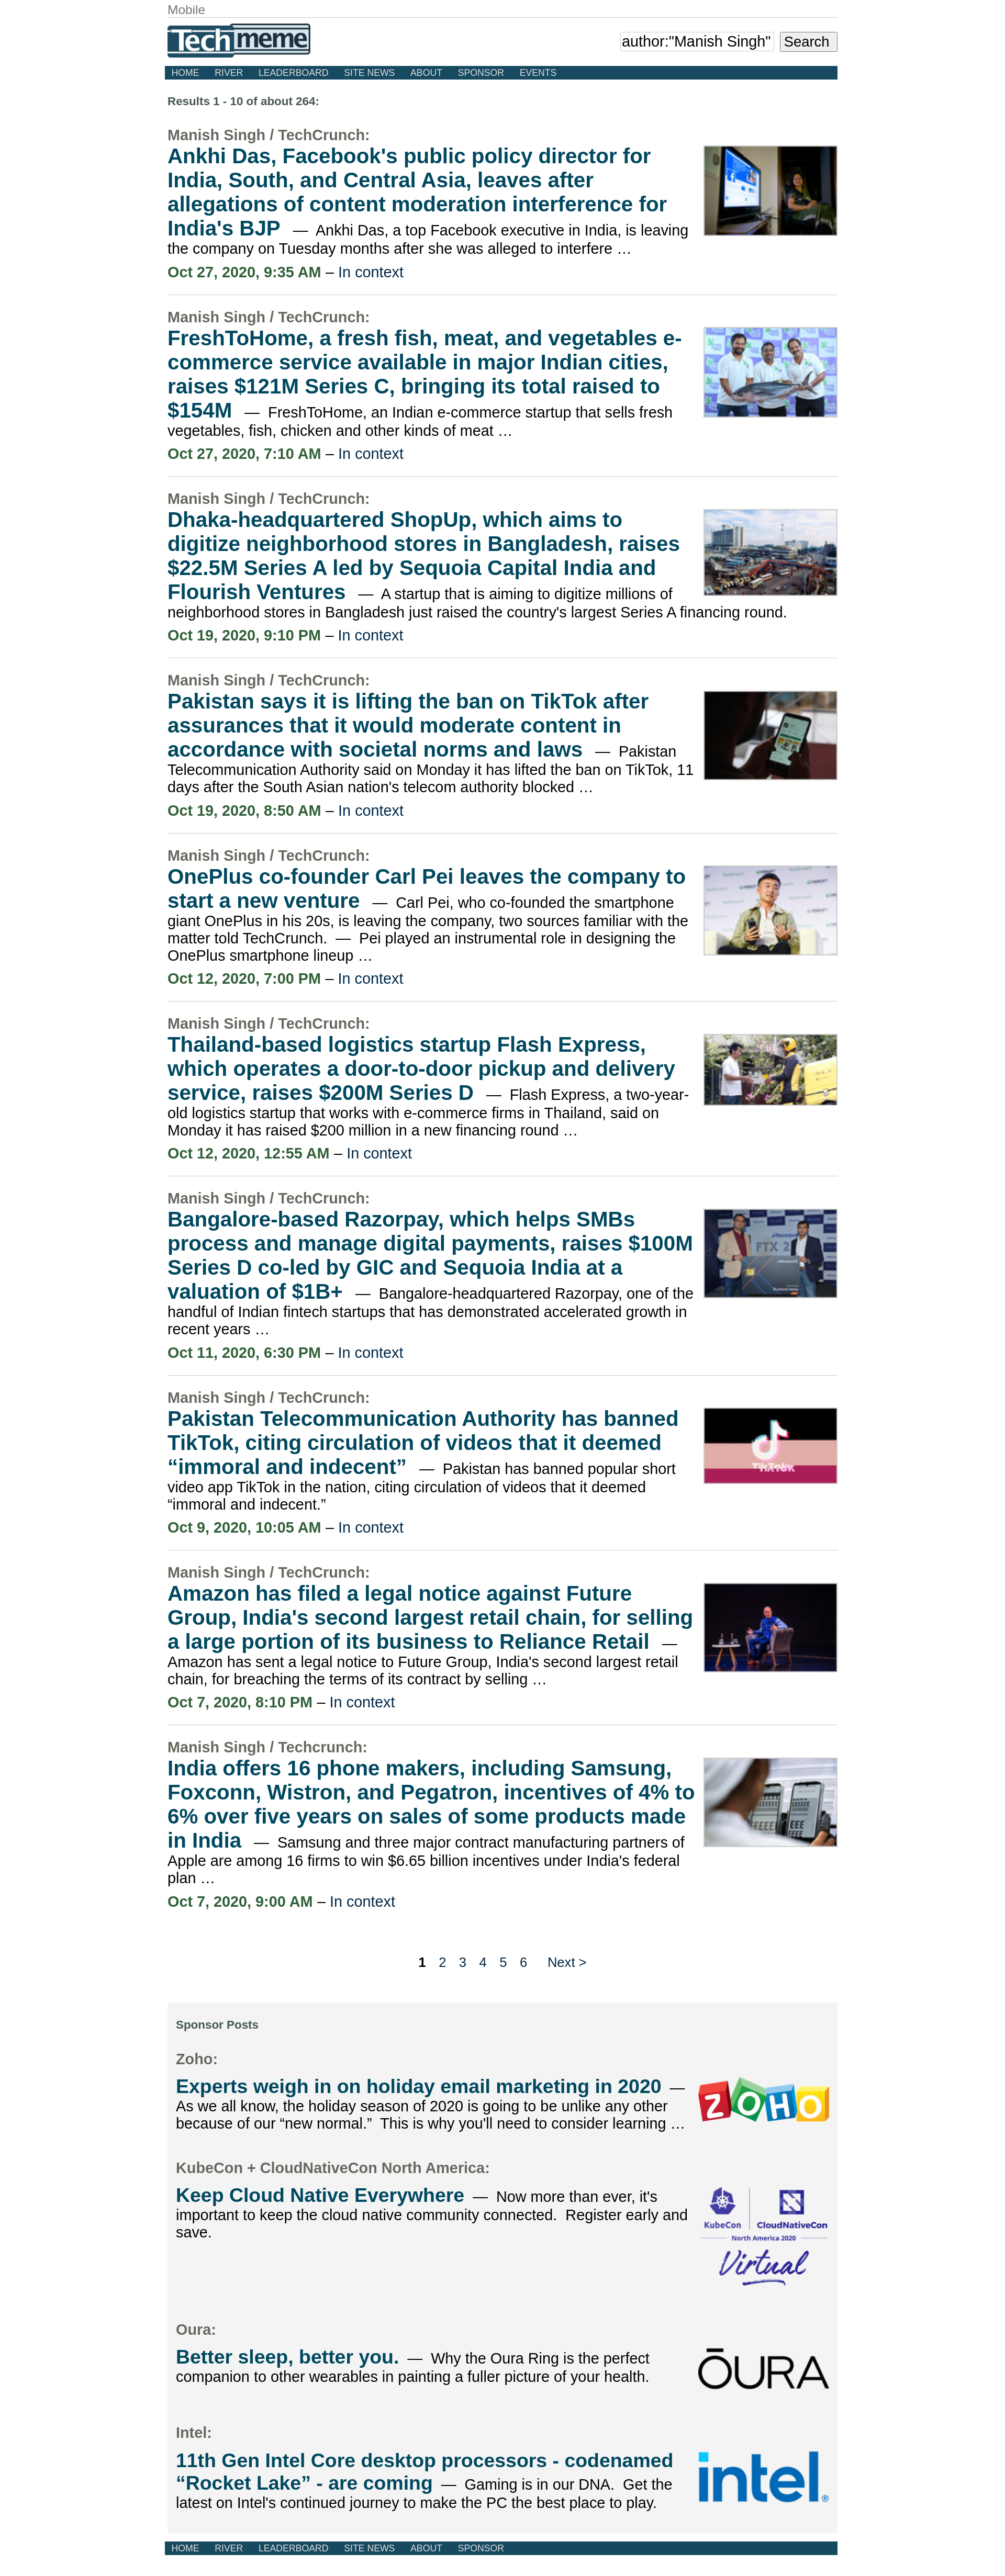 Mobile
Techmeme
author:"Manish Singh" Search
HOME RIVER LEADERBOARD SITE NEWS ABOUT SPONSOR EVENTS
Results 1 - 10 of about 264:
Manish Singh / TechCrunch:
Ankhi Das, Facebook's public policy director for
India, South, and Central Asia, leaves after
allegations of content moderation interference for
India's BJP — Ankhi Das, a top Facebook executive in India, is leaving
the company on Tuesday months after she was alleged to interfere …
Oct 27, 2020, 9:35 AM – In context
Manish Singh / TechCrunch:
FreshToHome, a fresh fish, meat, and vegetables e-
commerce service available in major Indian cities,
raises $121M Series C, bringing its total raised to
$154M — FreshToHome, an Indian e-commerce startup that sells fresh
vegetables, fish, chicken and other kinds of meat …
Oct 27, 2020, 7:10 AM – In context
Manish Singh / TechCrunch:
Dhaka-headquartered ShopUp, which aims to
digitize neighborhood stores in Bangladesh, raises
$22.5M Series A led by Sequoia Capital India and
Flourish Ventures — A startup that is aiming to digitize millions of
neighborhood stores in Bangladesh just raised the country's largest Series A financing round.
Oct 19, 2020, 9:10 PM – In context
Manish Singh / TechCrunch:
Pakistan says it is lifting the ban on TikTok after
assurances that it would moderate content in
accordance with societal norms and laws — Pakistan
Telecommunication Authority said on Monday it has lifted the ban on TikTok, 11
days after the South Asian nation's telecom authority blocked …
Oct 19, 2020, 8:50 AM – In context
Manish Singh / TechCrunch:
OnePlus co-founder Carl Pei leaves the company to
start a new venture — Carl Pei, who co-founded the smartphone
giant OnePlus in his 20s, is leaving the company, two sources familiar with the
matter told TechCrunch. — Pei played an instrumental role in designing the
OnePlus smartphone lineup …
Oct 12, 2020, 7:00 PM – In context
Manish Singh / TechCrunch:
Thailand-based logistics startup Flash Express,
which operates a door-to-door pickup and delivery
service, raises $200M Series D — Flash Express, a two-year-
old logistics startup that works with e-commerce firms in Thailand, said on
Monday it has raised $200 million in a new financing round …
Oct 12, 2020, 12:55 AM – In context
Manish Singh / TechCrunch:
Bangalore-based Razorpay, which helps SMBs
process and manage digital payments, raises $100M
Series D co-led by GIC and Sequoia India at a
valuation of $1B+ — Bangalore-headquartered Razorpay, one of the
handful of Indian fintech startups that has demonstrated accelerated growth in
recent years …
FTX
Oct 11, 2020, 6:30 PM – In context
Manish Singh / TechCrunch:
Pakistan Telecommunication Authority has banned
TikTok, citing circulation of videos that it deemed
“immoral and indecent” — Pakistan has banned popular short
video app TikTok in the nation, citing circulation of videos that it deemed
“immoral and indecent.”
TikTok
Oct 9, 2020, 10:05 AM – In context
Manish Singh / TechCrunch:
Amazon has filed a legal notice against Future
Group, India's second largest retail chain, for selling
a large portion of its business to Reliance Retail —
Amazon has sent a legal notice to Future Group, India's second largest retail
chain, for breaching the terms of its contract by selling …
Oct 7, 2020, 8:10 PM – In context
Manish Singh / Techcrunch:
India offers 16 phone makers, including Samsung,
Foxconn, Wistron, and Pegatron, incentives of 4% to
6% over five years on sales of some products made
in India — Samsung and three major contract manufacturing partners of
Apple are among 16 firms to win $6.65 billion incentives under India's federal
plan …
Oct 7, 2020, 9:00 AM – In context
1 2 3 4 5 6 Next >
Sponsor Posts
Zoho:
Experts weigh in on holiday email marketing in 2020 —
As we all know, the holiday season of 2020 is going to be unlike any other
because of our “new normal.” This is why you'll need to consider learning …
ZOHO
KubeCon + CloudNativeCon North America:
Keep Cloud Native Everywhere — Now more than ever, it's
important to keep the cloud native community connected. Register early and
save.
KubeCon CloudNativeCon
North America 2020
Virtual
Oura:
Better sleep, better you. — Why the Oura Ring is the perfect
companion to other wearables in painting a fuller picture of your health.
ŌURA
Intel:
11th Gen Intel Core desktop processors - codenamed
“Rocket Lake” - are coming — Gaming is in our DNA. Get the
latest on Intel's continued journey to make the PC the best place to play.
intel®
HOME RIVER LEADERBOARD SITE NEWS ABOUT SPONSOR